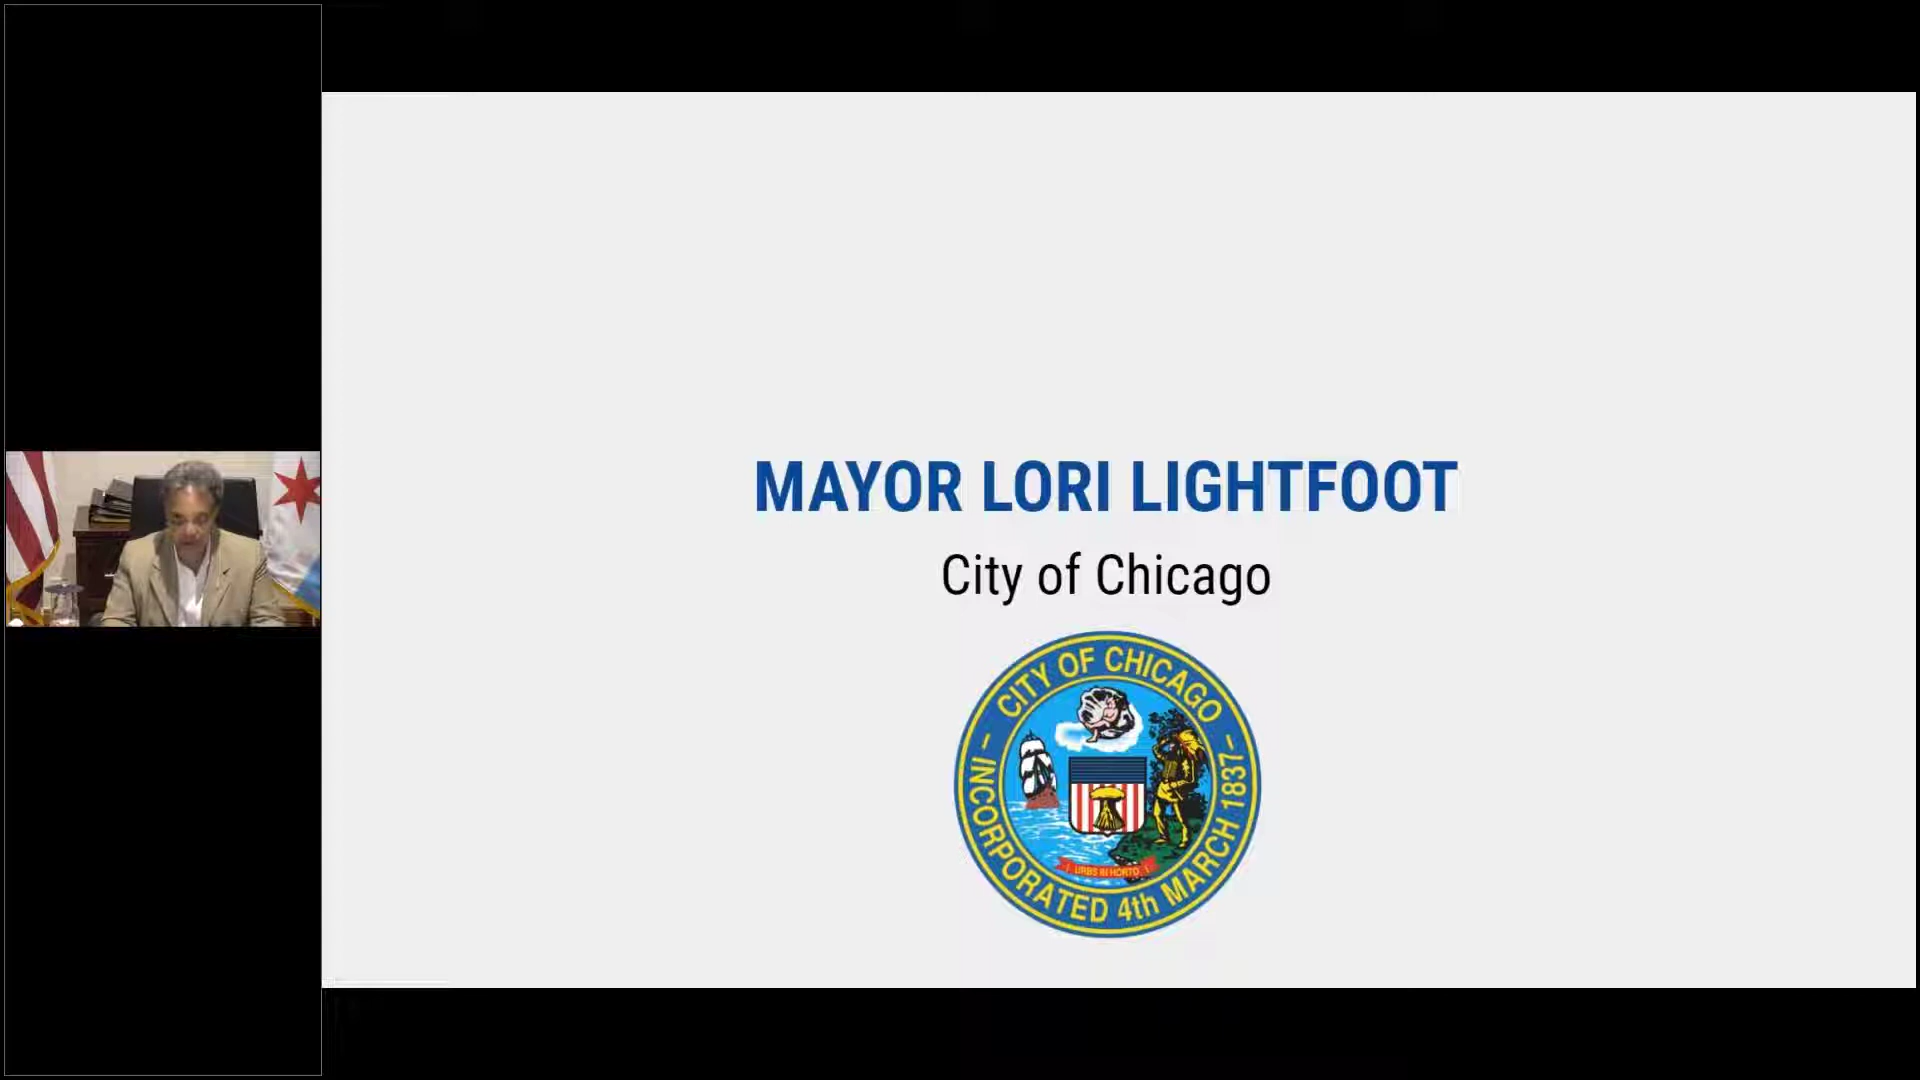 MAYOR LORI LIGHTFOOT
City of Chicago
CITY OF CHICAGO
– INCORPORATED 4th MARCH 1837 –
URBS IN HORTO